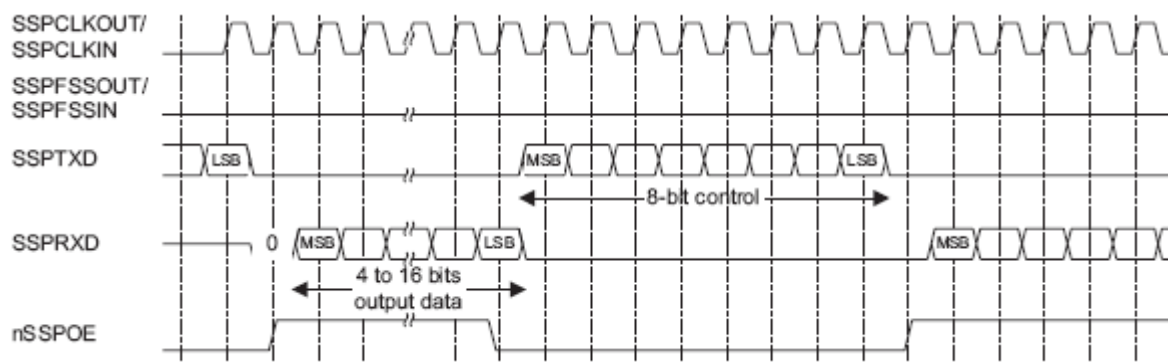 SSPCLKOUT/
SSPCLKIN
SSPFSSOUT/
SSPFSSIN
SSPTXD LSB MSB LSB
8-bit control
SSPRXD 0 MSB LSB MSB
4 to 16 bits
output data
nSSPOE